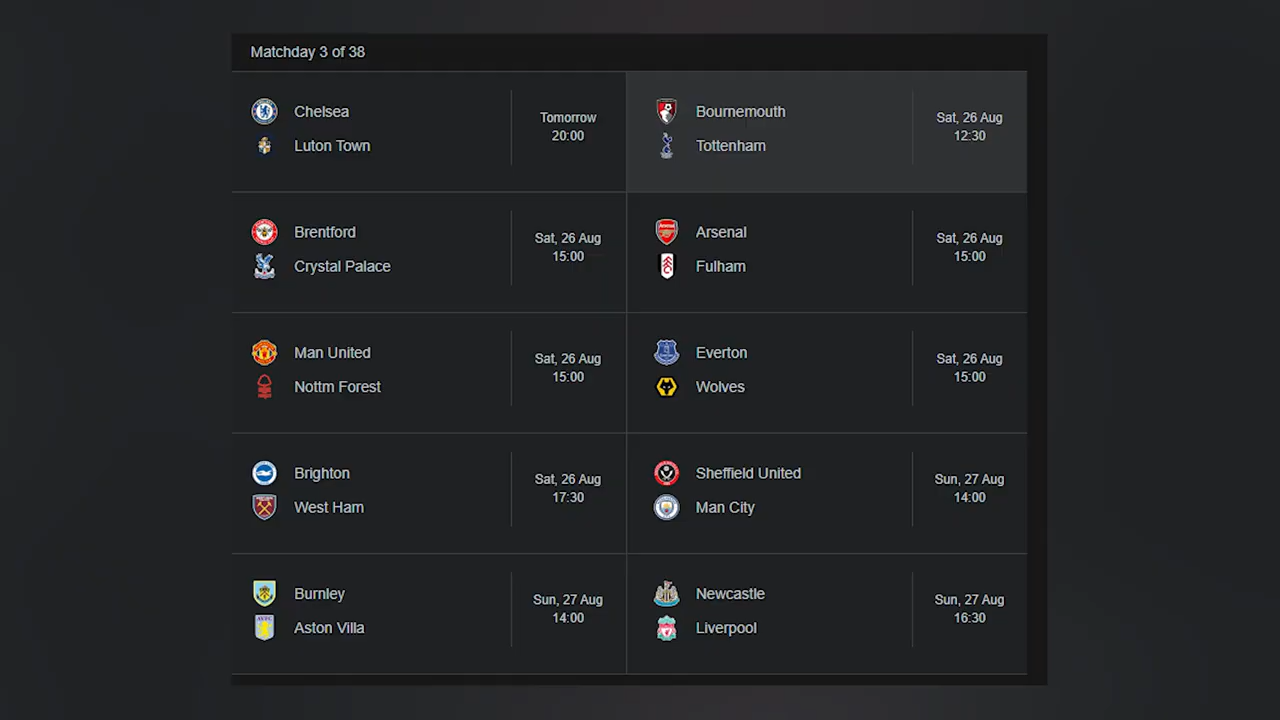 Matchday 3 of 38
Chelsea
Luton Town
Tomorrow
20:00
Bournemouth
Tottenham
Sat, 26 Aug
12:30
Brentford
Crystal Palace
Sat, 26 Aug
15:00
Arsenal
Fulham
Sat, 26 Aug
15:00
Man United
Nottm Forest
Sat, 26 Aug
15:00
Everton
Wolves
Sat, 26 Aug
15:00
Brighton
West Ham
Sat, 26 Aug
17:30
Sheffield United
Man City
Sun, 27 Aug
14:00
Burnley
Aston Villa
Sun, 27 Aug
14:00
Newcastle
Liverpool
Sun, 27 Aug
16:30